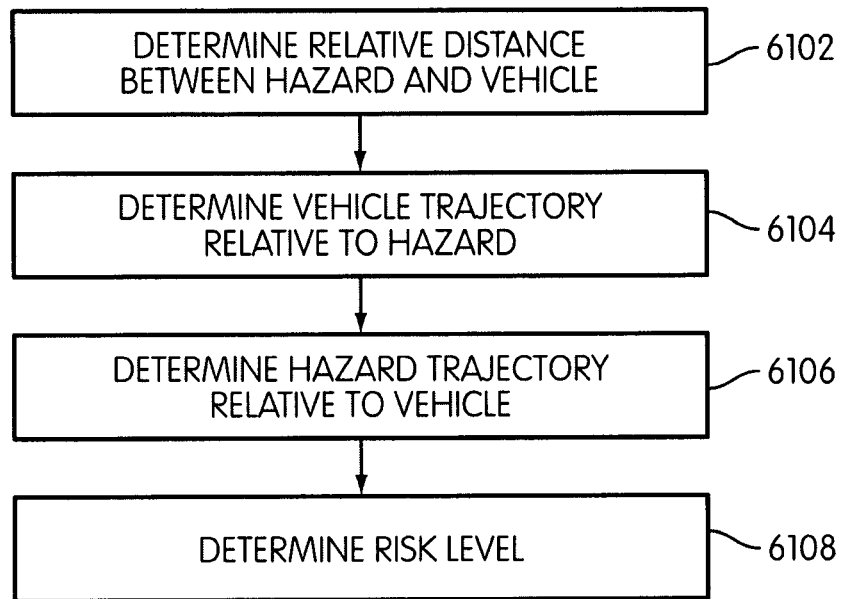 DETERMINE RELATIVE DISTANCE
BETWEEN HAZARD AND VEHICLE
6102
DETERMINE VEHICLE TRAJECTORY
RELATIVE TO HAZARD
6104
DETERMINE HAZARD TRAJECTORY
RELATIVE TO VEHICLE
6106
DETERMINE RISK LEVEL
6108